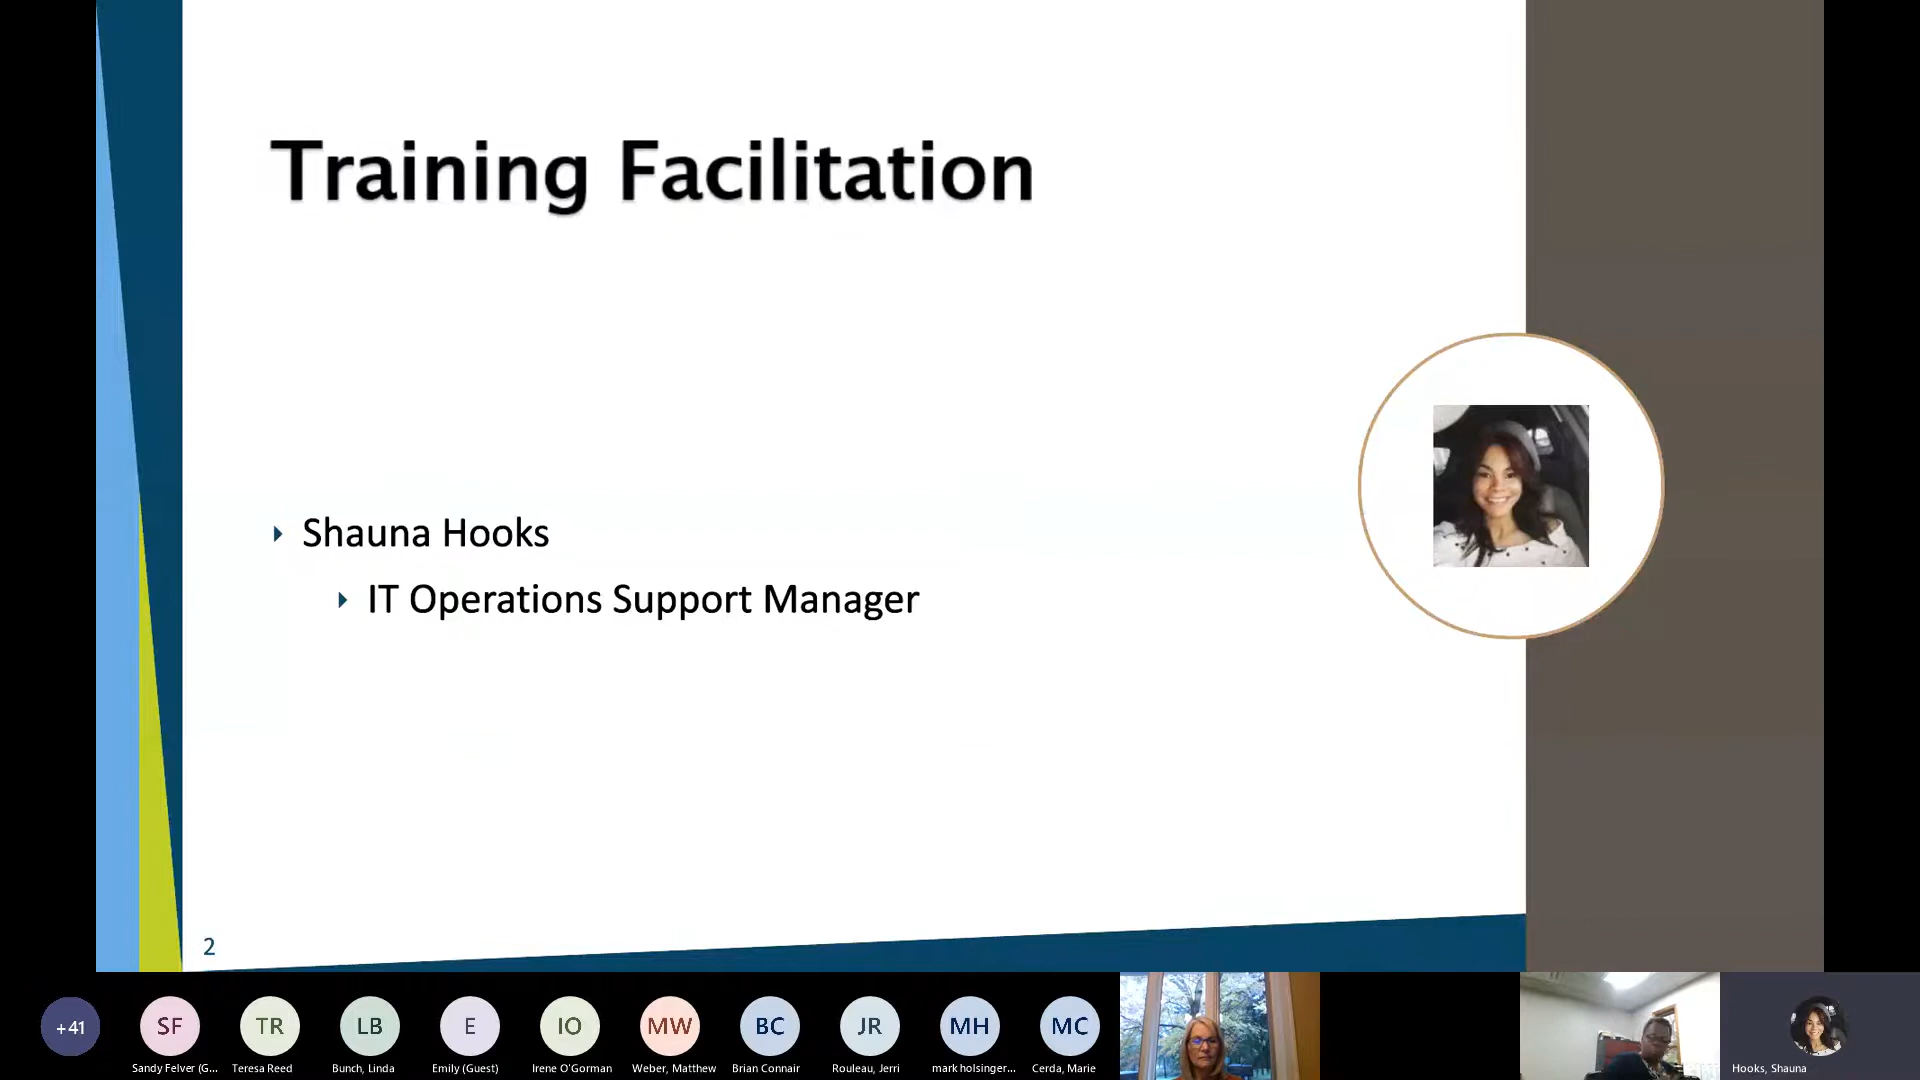 Training Facilitation
Shauna Hooks
IT Operations Support Manager
2
+41
SF
TR
LB
E
IO
MW
BC
JR
MH
MC
Sandy Felver (G...
Teresa Reed
Bunch, Linda
Emily (Guest)
Irene O'Gorman
Weber, Matthew
Brian Connair
Rouleau, Jerri
mark holsinger...
Cerda, Marie
Hooks, Shauna